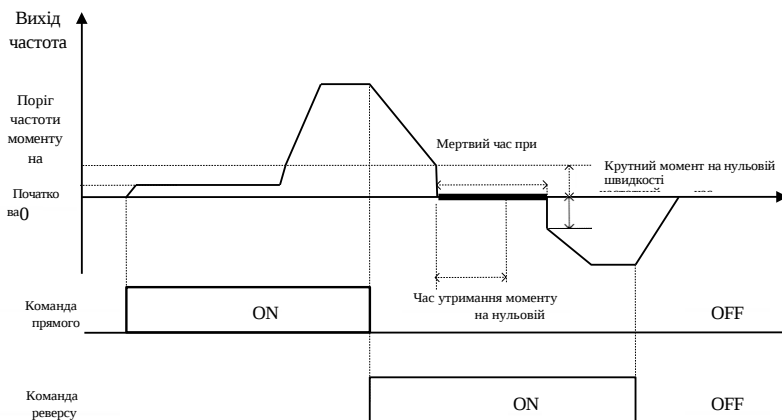 Вихід
частота
Поріг
частоти
моменту
на
Мертвий час при
Крутний момент на нульовій
швидкості
Початко
ва0
Час утримання моменту
на нульовій
Команда
прямого
ON
OFF
Команда
реверсу
ON
OFF